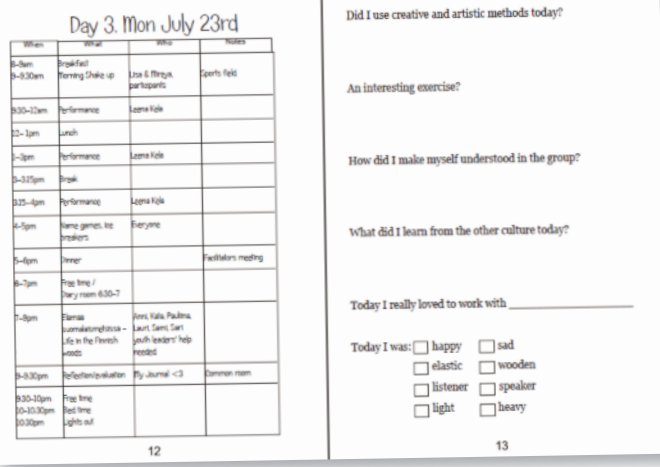 Day 3. Mon July 23rd
When What Who Notes
8-9am Breakfast
9-9:30am Morning Shake up Lisa & Mireya, Sports field
participants
9:30-12am Performance Leena Kela
12-1pm Lunch
1-3pm Performance Leena Kela
3-3:15pm Break
3:15-4pm Performance Leena Kela
4-5pm Name games, ice Everyone
breakers
5-6pm Dinner Facilitators meeting
6-7pm Free time /
Diary room 6:30-7
7-9pm Elämää Anni, Kala, Pauliina,
suomalaismetsässä - Lauri, Sami, Sari
Life in the Finnish youth leaders' help
woods needed
9-9:30pm Reflection/evaluation My Journal <3 Common room
9:30-10pm Free time
10-10:30pm Bed time
10:30pm Lights out
12
Did I use creative and artistic methods today?
An interesting exercise?
How did I make myself understood in the group?
What did I learn from the other culture today?
Today I really loved to work with
Today I was: happy sad
elastic wooden
listener speaker
light heavy
13